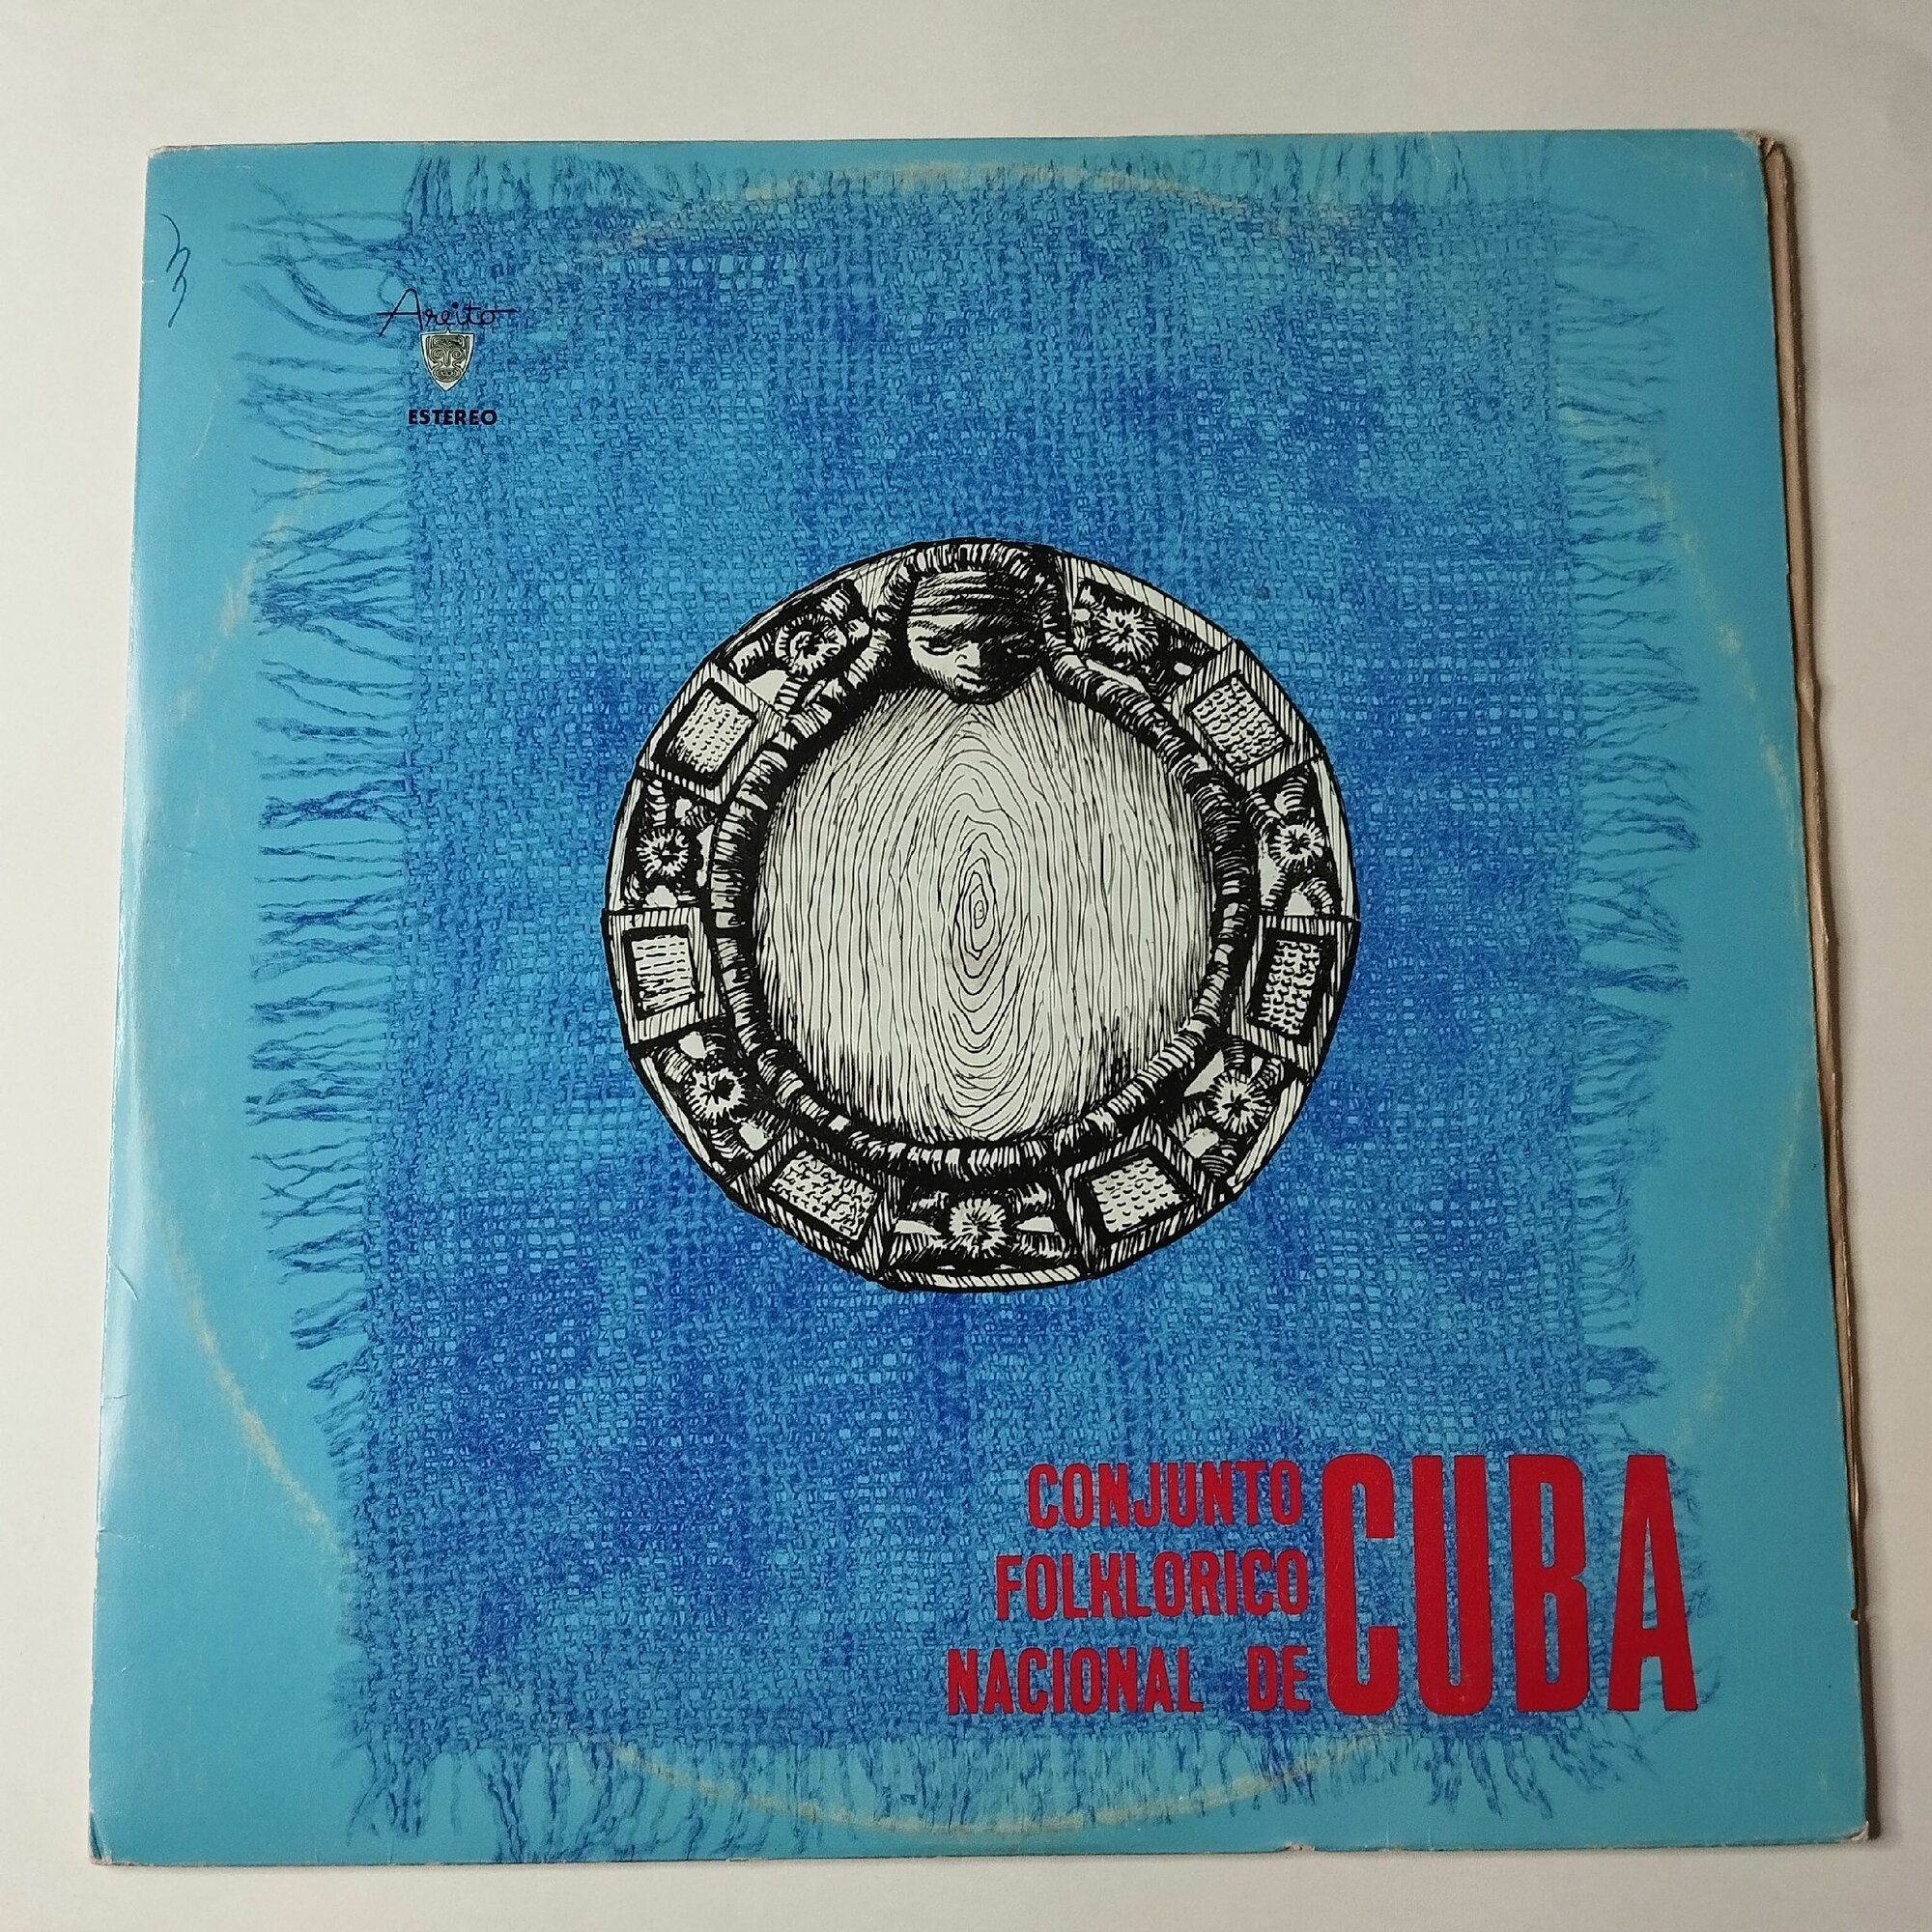 Areito
ESTEREO
CONJUNTO
FOLKLORICO
NACIONAL DE CUBA